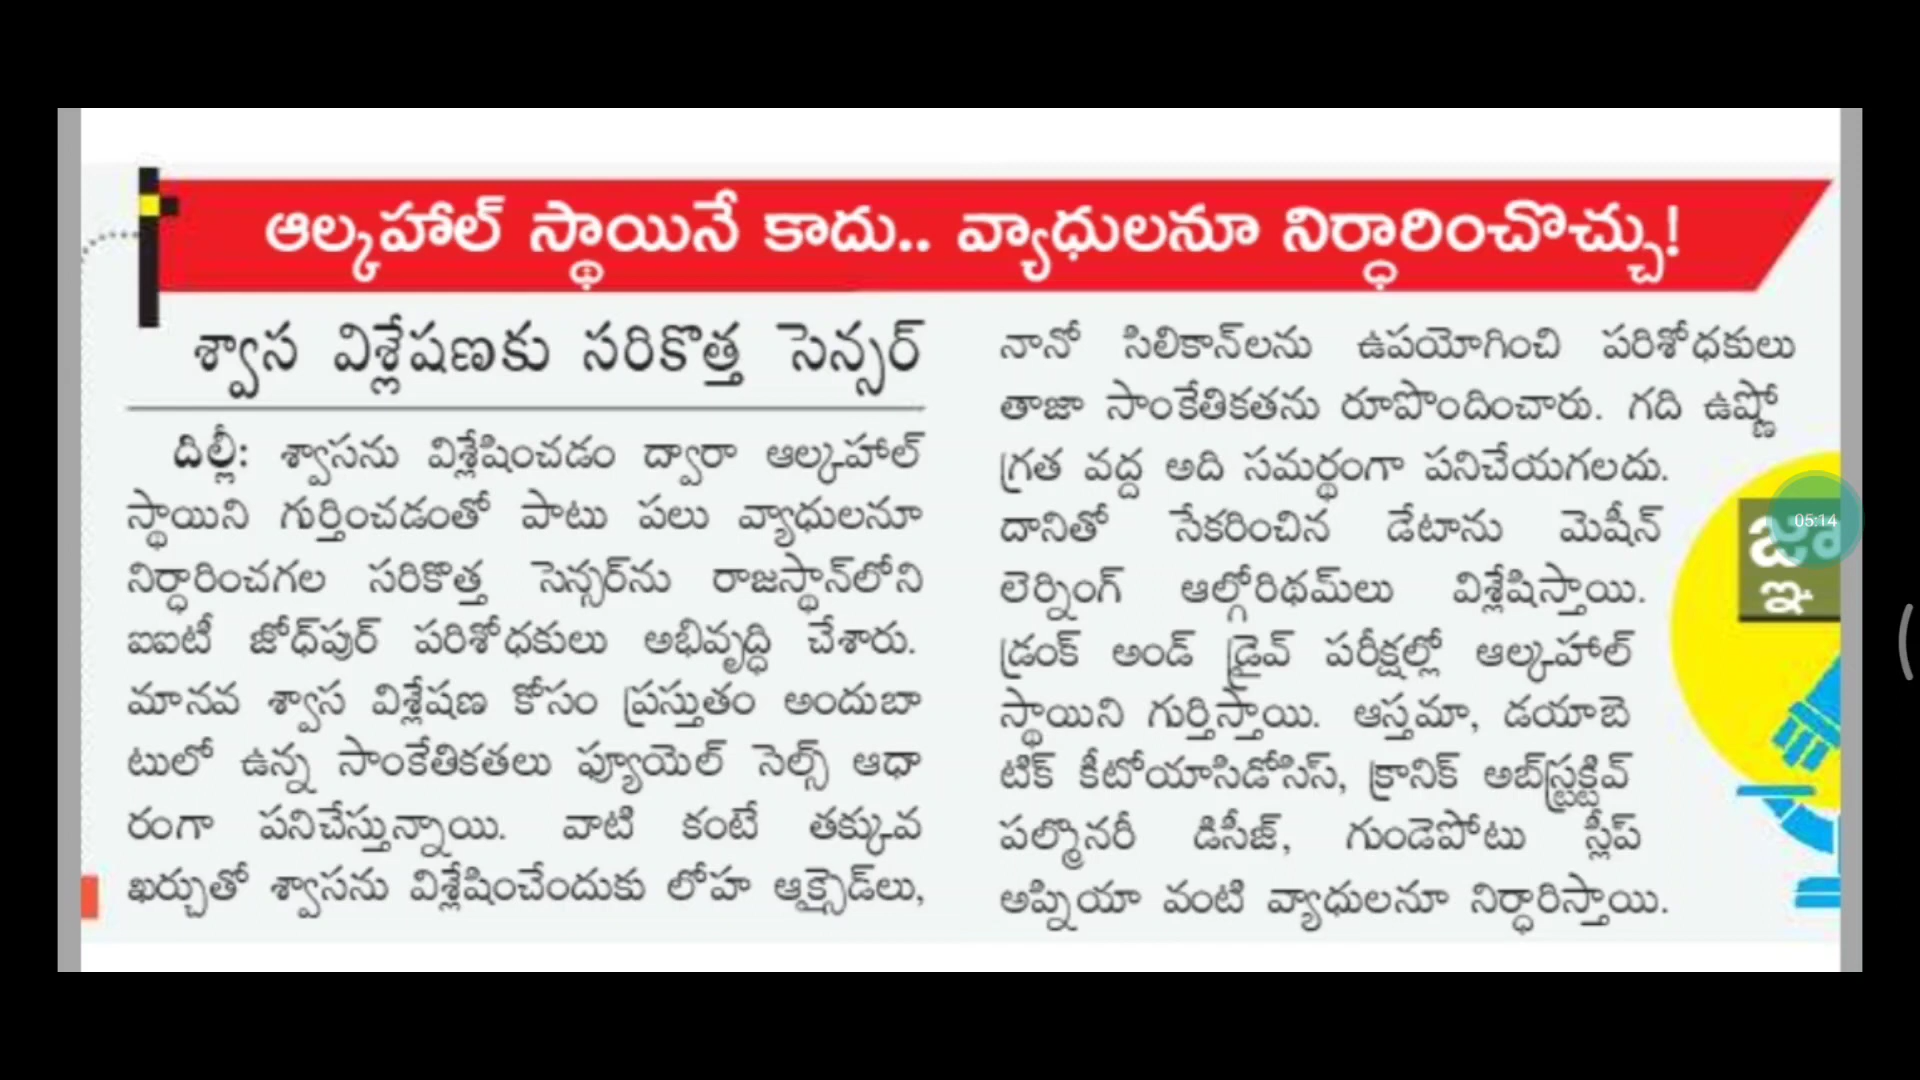 ఆల్కహాల్ స్థాయినే కాదు.. వ్యాధులనూ నిర్ధారించొచ్చు!
శ్వాస విశ్లేషణకు సరికొత్త సెన్సర్
దిల్లీ: శ్వాసను విశ్లేషించడం ద్వారా ఆల్కహాల్
స్థాయిని గుర్తించడంతో పాటు పలు వ్యాధులనూ
నిర్ధారించగల సరికొత్త సెన్సర్‌ను రాజస్థాన్‌లోని
ఐఐటీ జోధ్‌పుర్ పరిశోధకులు అభివృద్ధి చేశారు.
మానవ శ్వాస విశ్లేషణ కోసం ప్రస్తుతం అందుబా
టులో ఉన్న సాంకేతికతలు ఫ్యూయెల్ సెల్స్ ఆధా
రంగా పనిచేస్తున్నాయి. వాటి కంటే తక్కువ
ఖర్చుతో శ్వాసను విశ్లేషించేందుకు లోహ ఆక్సైడ్‌లు,
నానో సిలికాన్‌లను ఉపయోగించి పరిశోధకులు
తాజా సాంకేతికతను రూపొందించారు. గది ఉష్ణో
గ్రత వద్ద అది సమర్థంగా పనిచేయగలదు.
దానితో సేకరించిన డేటాను మెషీన్
లెర్నింగ్ ఆల్గోరిథమ్‌లు విశ్లేషిస్తాయి.
డ్రంక్ అండ్ డ్రైవ్ పరీక్షల్లో ఆల్కహాల్
స్థాయిని గుర్తిస్తాయి. ఆస్తమా, డయాబె
టిక్ కీటోయాసిడోసిస్, క్రానిక్ అబ్‌స్ట్రక్టివ్
పల్మొనరీ డిసీజ్, గుండెపోటు స్లీప్
అప్నియా వంటి వ్యాధులనూ నిర్ధారిస్తాయి.
05:14